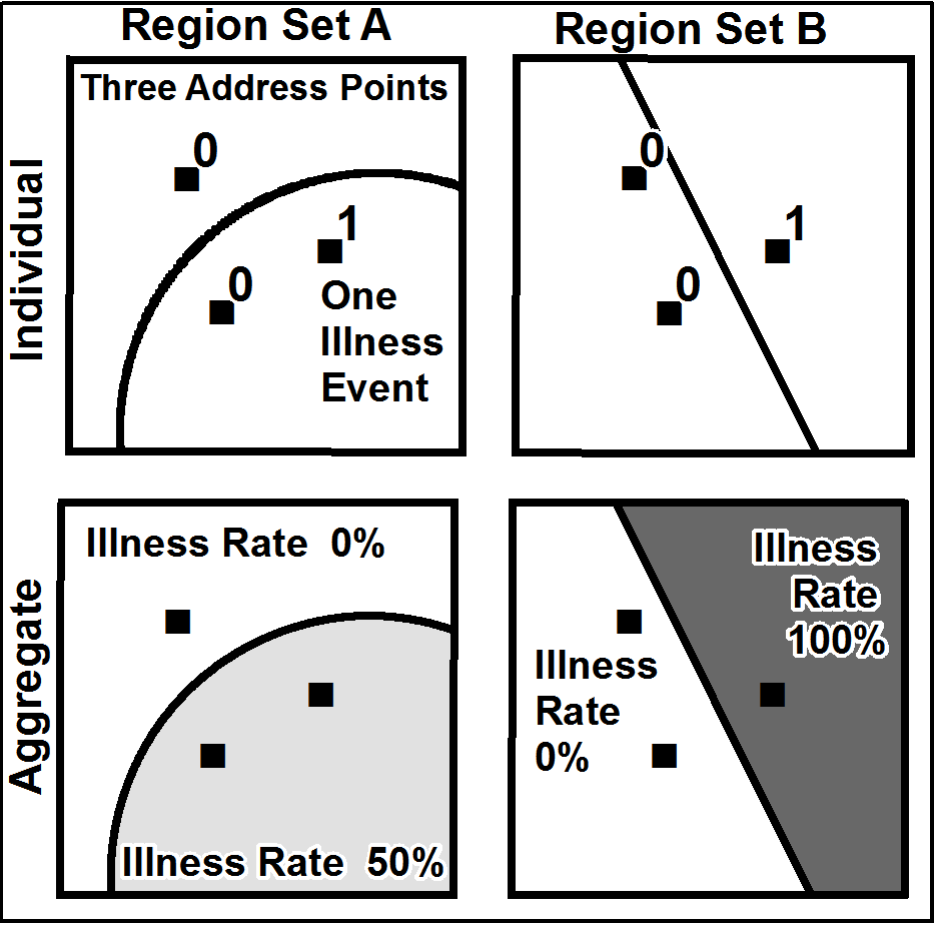 Region Set A
Region Set B
Individual
Three Address Points
0
1
0
One
Illness
Event
0
1
0
Aggregate
Illness Rate 0%
Illness Rate 50%
Illness
Rate
100%
Illness
Rate
0%